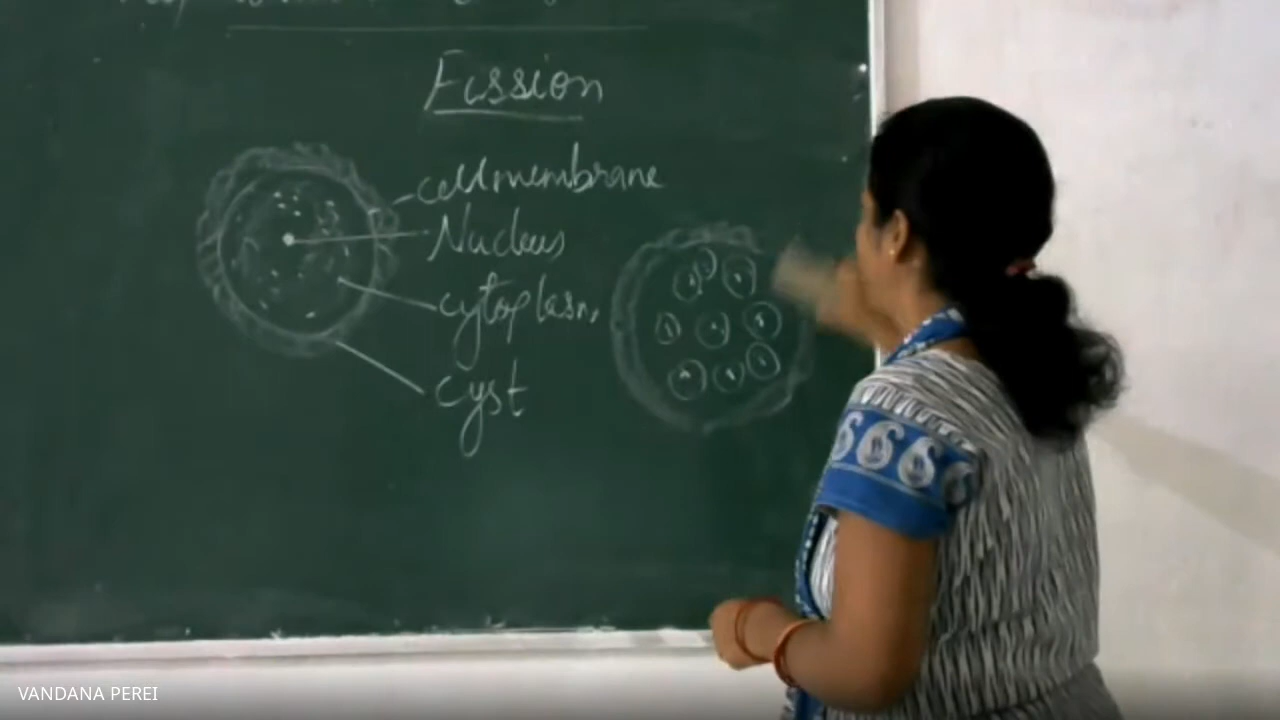 Fission
cellmembrane
Nucleus
cytoplasm
cyst
VANDANA PEREI